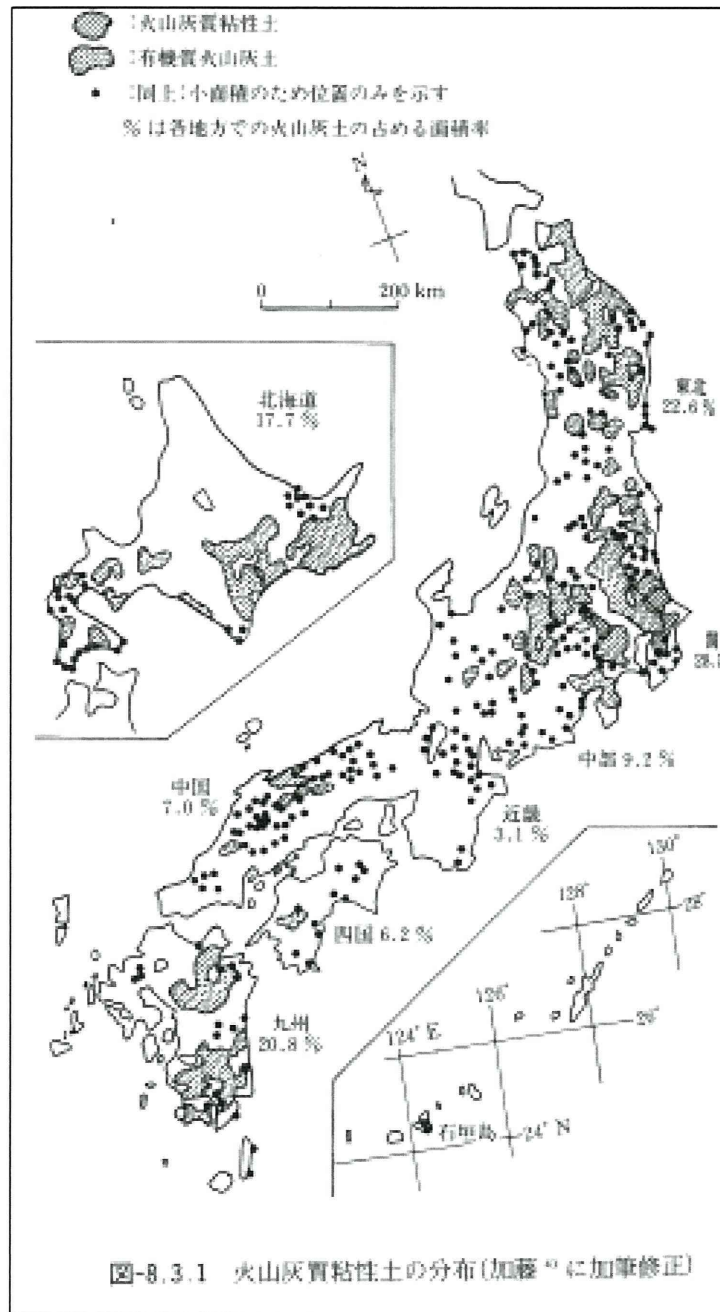 :火山灰質粘性土
:有機質火山灰土
• :同上:小面積のため位置のみを示す
%は各地方での火山灰土の占める面積率
N
0 200 km
北海道
17.7%
東北
22.6%
中部 9.2%
中国
7.0%
近畿
3.1%
四国 6.2%
九州
20.8%
130°
128°
28°
126°
124°E
26°
石垣島
24°N
図-8.3.1 火山灰質粘性土の分布(加藤 に加筆修正)